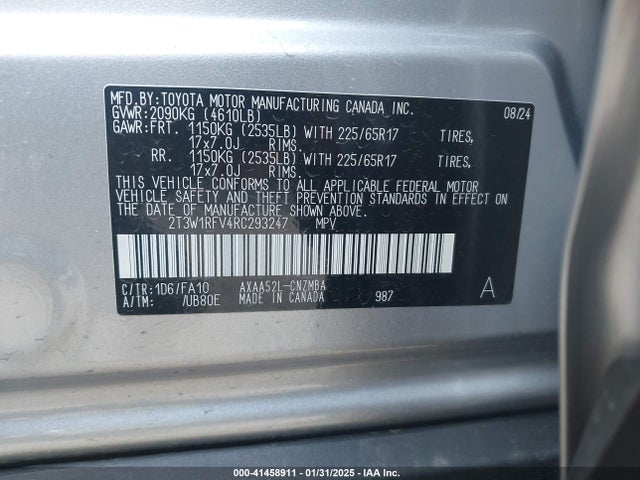 MFD.BY:TOYOTA MOTOR MANUFACTURING CANADA INC.
GVWR:2090KG (4610LB) 08/24
GAWR:FRT. 1150KG (2535LB) WITH 225/65R17 TIRES,
17x7.0J RIMS.
RR. 1150KG (2535LB) WITH 225/65R17 TIRES,
17x7.0J RIMS.
THIS VEHICLE CONFORMS TO ALL APPLICABLE FEDERAL MOTOR
VEHICLE SAFETY AND THEFT PREVENTION STANDARDS IN EFFECT
ON THE DATE OF MANUFACTURE SHOWN ABOVE.
2T3W1RFV4RC293247 MPV
C/TR:1D6/FA10 AXAA52L-CNZMBA
A/TM: /UB80E MADE IN CANADA 987 A
000-41458911 - 01/31/2025 - IAA Inc.